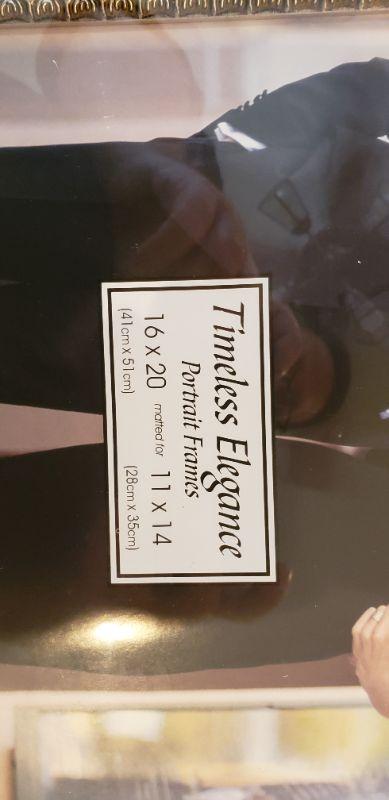 Timeless Elegance
Portrait Frames
16 x 20 matted for 11 x 14
(41cm x 51cm) (28cm x 35cm)